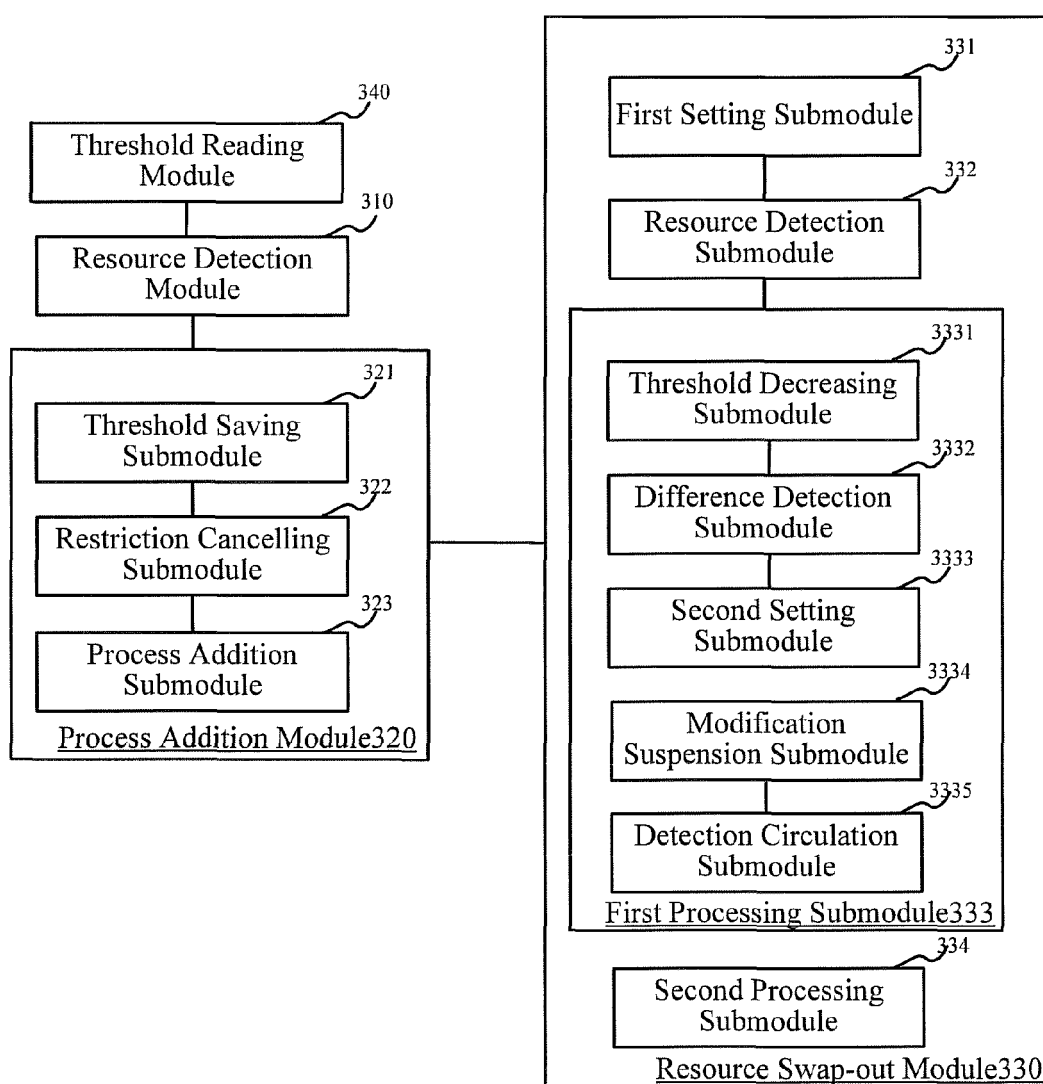 340
Threshold Reading
Module
310
Resource Detection
Module
321
Threshold Saving
Submodule
322
Restriction Cancelling
Submodule
323
Process Addition
Submodule
Process Addition Module320
331
First Setting Submodule
332
Resource Detection
Submodule
3331
Threshold Decreasing
Submodule
3332
Difference Detection
Submodule
3333
Second Setting
Submodule
3334
Modification
Suspension Submodule
3335
Detection Circulation
Submodule
First Processing Submodule333
334
Second Processing
Submodule
Resource Swap-out Module330